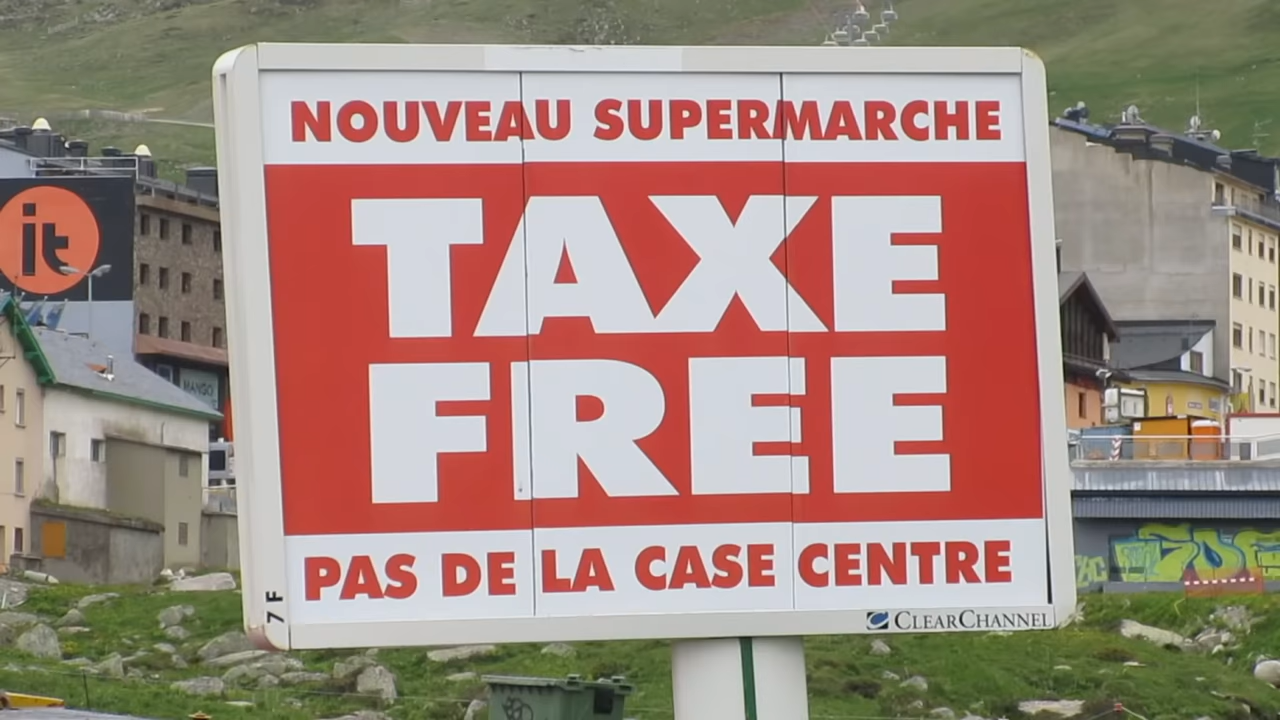 NOUVEAU SUPERMARCHE
TAXE
FREE
PAS DE LA CASE CENTRE
7F
CLEARCHANNEL
it
MANGO